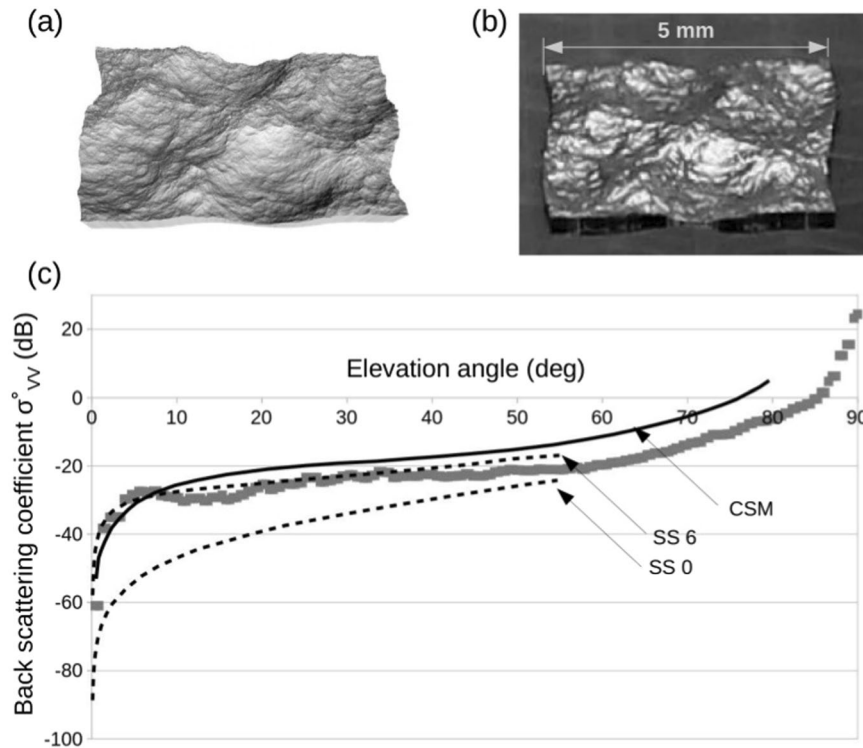 (a)
(b)
5 mm
(c)
Back scattering coefficient σ°VV (dB)
Elevation angle (deg)
20
0
-20
-40
-60
-80
-100
0 10 20 30 40 50 60 70 80 90
CSM
SS 6
SS 0